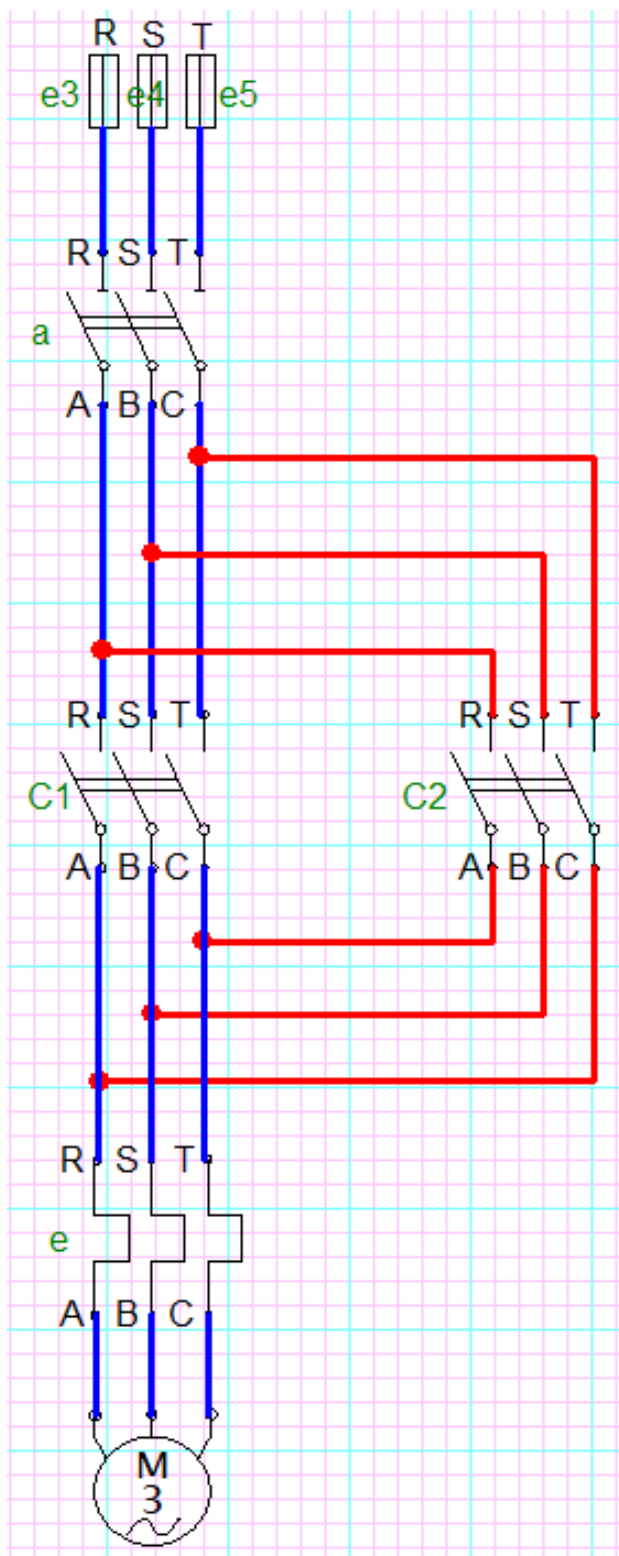 R S T
e3 e4 e5
R S T
a
A B C
R S T R S T
C1 C2
A B C A B C
R S T
e
A B C
M
3